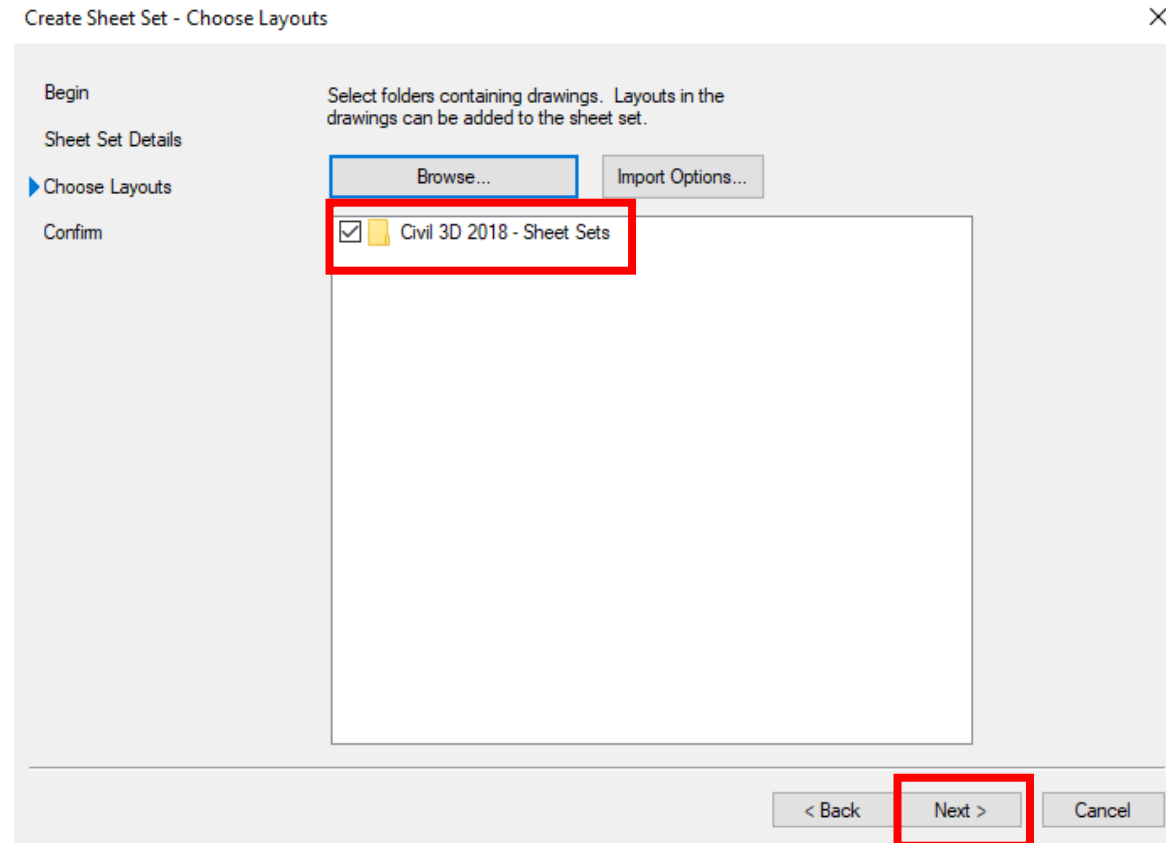 Create Sheet Set - Choose Layouts
Begin
Sheet Set Details
Choose Layouts
Confirm
Select folders containing drawings. Layouts in the
drawings can be added to the sheet set.
Browse...
Import Options...
Civil 3D 2018 - Sheet Sets
< Back
Next >
Cancel